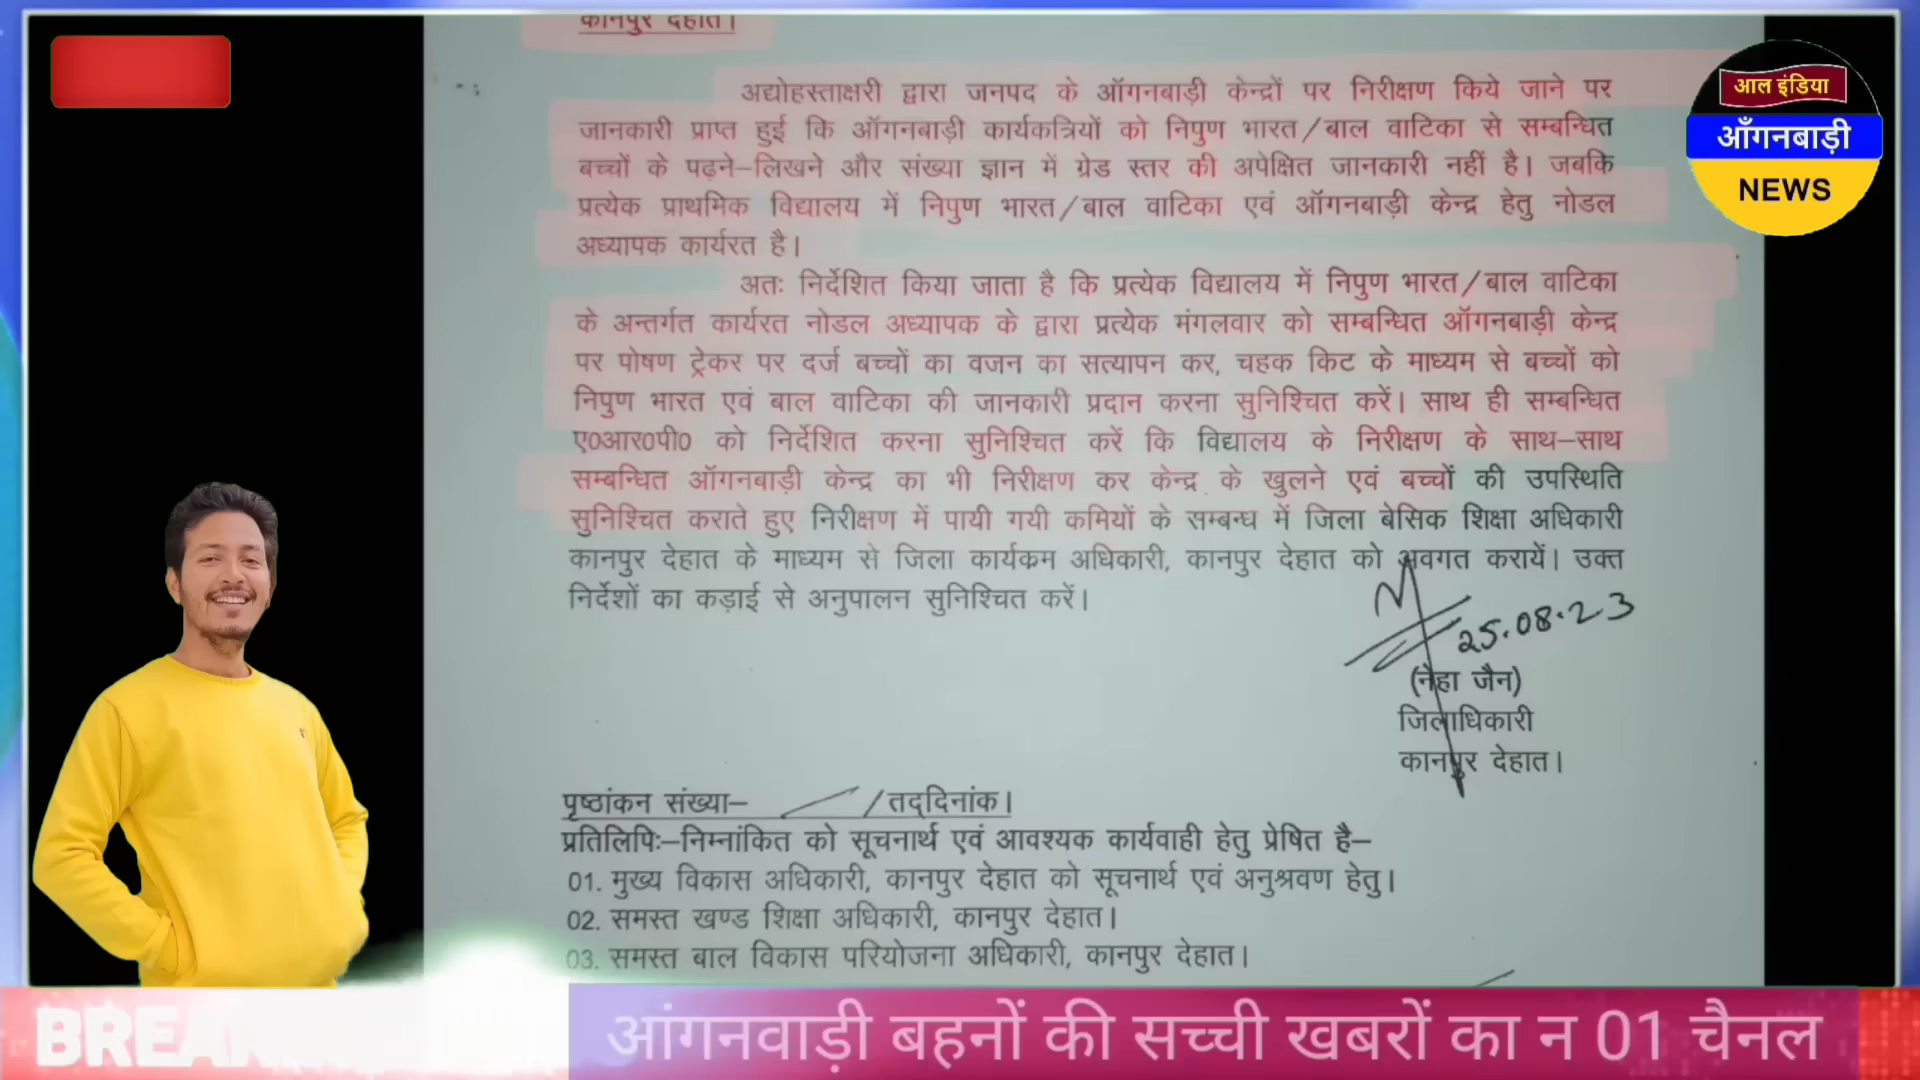 कानपुर देहात।
अद्योहस्ताक्षरी द्वारा जनपद के ऑगनबाड़ी केन्द्रों पर निरीक्षण किये जाने पर
जानकारी प्राप्त हुई कि ऑगनबाड़ी कार्यकत्रियों को निपुण भारत/बाल वाटिका से सम्बन्धित
बच्चों के पढ़ने–लिखने और संख्या ज्ञान में ग्रेड स्तर की अपेक्षित जानकारी नहीं है। जबकि
प्रत्येक प्राथमिक विद्यालय में निपुण भारत/बाल वाटिका एवं ऑगनबाड़ी केन्द्र हेतु नोडल
अध्यापक कार्यरत है।
अतः निर्देशित किया जाता है कि प्रत्येक विद्यालय में निपुण भारत/बाल वाटिका
के अन्तर्गत कार्यरत नोडल अध्यापक के द्वारा प्रत्येक मंगलवार को सम्बन्धित ऑगनबाड़ी केन्द्र
पर पोषण ट्रेकर पर दर्ज बच्चों का वजन का सत्यापन कर, चहक किट के माध्यम से बच्चों को
निपुण भारत एवं बाल वाटिका की जानकारी प्रदान करना सुनिश्चित करें। साथ ही सम्बन्धित
ए0आर0पी0 को निर्देशित करना सुनिश्चित करें कि विद्यालय के निरीक्षण के साथ–साथ
सम्बन्धित ऑगनबाड़ी केन्द्र का भी निरीक्षण कर केन्द्र के खुलने एवं बच्चों की उपस्थिति
सुनिश्चित कराते हुए निरीक्षण में पायी गयी कमियों के सम्बन्ध में जिला बेसिक शिक्षा अधिकारी
कानपुर देहात के माध्यम से जिला कार्यकम अधिकारी, कानपुर देहात को अवगत करायें। उक्त
निर्देशों का कड़ाई से अनुपालन सुनिश्चित करें।
25.08.23
(नेहा जैन)
जिलाधिकारी
कानपुर देहात।
पृष्ठांकन संख्या– /तद्दिनांक।
प्रतिलिपिः–निम्नांकित को सूचनार्थ एवं आवश्यक कार्यवाही हेतु प्रेषित है–
01. मुख्य विकास अधिकारी, कानपुर देहात को सूचनार्थ एवं अनुश्रवण हेतु।
02. समस्त खण्ड शिक्षा अधिकारी, कानपुर देहात।
03. समस्त बाल विकास परियोजना अधिकारी, कानपुर देहात।
आल इंडिया
आँगनबाड़ी
NEWS
आंगनवाड़ी बहनों की सच्ची खबरों का न 01 चैनल